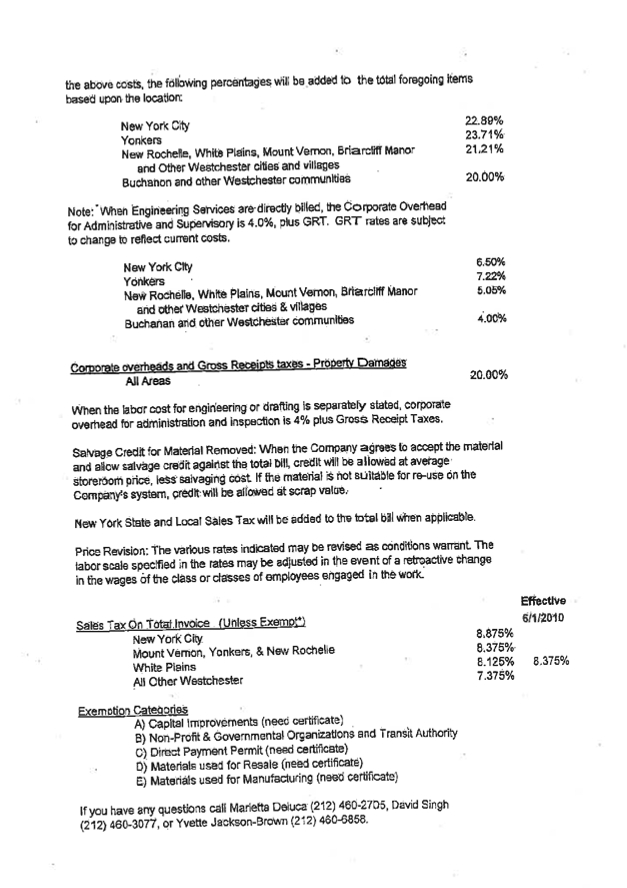 the above costs, the following percentages will be added to the total foregoing items
based upon the location:
New York City 22.89%
Yonkers 23.71%
New Rochelle, White Plains, Mount Vernon, Briarcliff Manor 21.21%
and Other Westchester cities and villages
Buchanon and other Westchester communities 20.00%
Note: When Engineering Services are directly billed, the Corporate Overhead
for Administrative and Supervisory is 4.0%, plus GRT. GRT rates are subject
to change to reflect current costs.
New York City 6.50%
Yonkers 7.22%
New Rochelle, White Plains, Mount Vernon, Briarcliff Manor 5.05%
and other Westchester cities & villages
Buchanan and other Westchester communities 4.00%
Corporate overheads and Gross Receipts taxes - Property Damages
All Areas 20.00%
When the labor cost for engineering or drafting is separately stated, corporate
overhead for administration and inspection is 4% plus Gross Receipt Taxes.
Salvage Credit for Material Removed: When the Company agrees to accept the material
and allow salvage credit against the total bill, credit will be allowed at average
storeroom price, less salvaging cost. If the material is not suitable for re-use on the
Company's system, credit will be allowed at scrap value.
New York State and Local Sales Tax will be added to the total bill when applicable.
Price Revision: The various rates indicated may be revised as conditions warrant. The
labor scale specified in the rates may be adjusted in the event of a retroactive change
in the wages of the class or classes of employees engaged in the work.
Effective
Sales Tax On Total Invoice (Unless Exempt*) 6/1/2010
New York City 8.875%
Mount Vernon, Yonkers, & New Rochelle 8.375%
White Plains 8.125% 8.375%
All Other Westchester 7.375%
Exemption Categories
A) Capital Improvements (need certificate)
B) Non-Profit & Governmental Organizations and Transit Authority
C) Direct Payment Permit (need certificate)
D) Materials used for Resale (need certificate)
E) Materials used for Manufacturing (need certificate)
If you have any questions call Marietta Deluca (212) 460-2705, David Singh
(212) 460-3077, or Yvette Jackson-Brown (212) 460-6858.